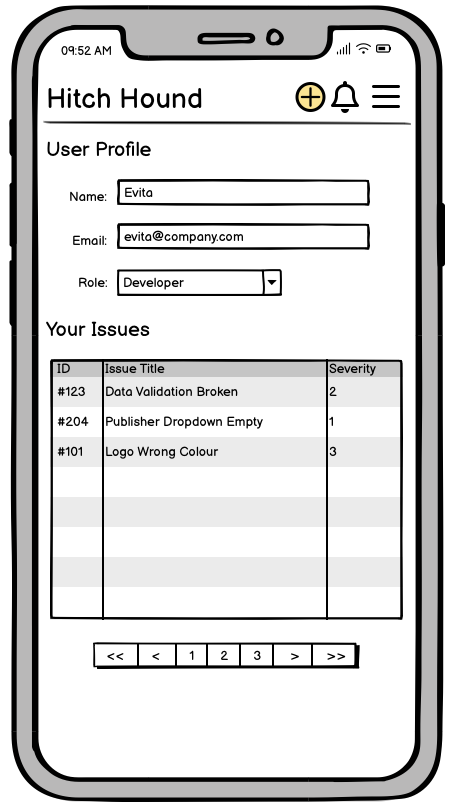 09:52 AM
Hitch Hound
User Profile
Name: Evita
Email: evita@company.com
Role: Developer
Your Issues
ID Issue Title Severity
#123 Data Validation Broken 2
#204 Publisher Dropdown Empty 1
#101 Logo Wrong Colour 3
<< < 1 2 3 > >>